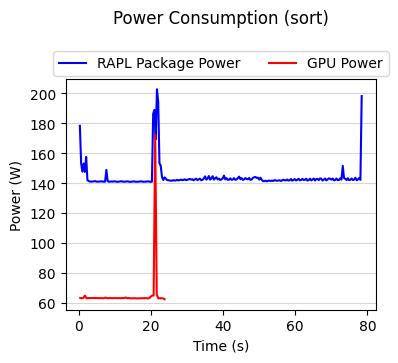 Power Consumption (sort)
RAPL Package Power
GPU Power
200
180
160
140
120
100
80
60
Power (W)
0
20
40
60
80
Time (s)